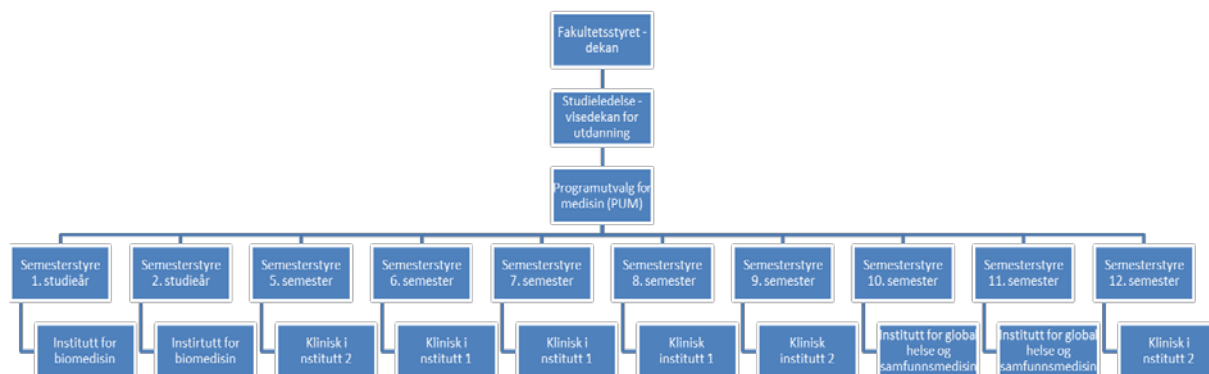 Fakultetsstyret -
dekan
Studieledelse -
visedekan for
utdanning
Programutvalg for
medisin (PUM)
Semesterstyre
1. studieår
Semesterstyre
2. studieår
Semesterstyre
5. semester
Semesterstyre
6. semester
Semesterstyre
7. semester
Semesterstyre
8. semester
Semesterstyre
9. semester
Semesterstyre
10. semester
Semesterstyre
11. semester
Semesterstyre
12. semester
Institutt for
biomedisin
Instirtutt for
biomedisin
Klinisk i
nstitutt 2
Klinisk i
nstitutt 1
Klinisk i
nstitutt 1
Klinisk
institutt 1
Klinisk
institutt 2
Institutt for global
helse og
samfunnsmedisin
Institutt for global
helse og
samfunnsmedisin
Klinisk i
nstitutt 2